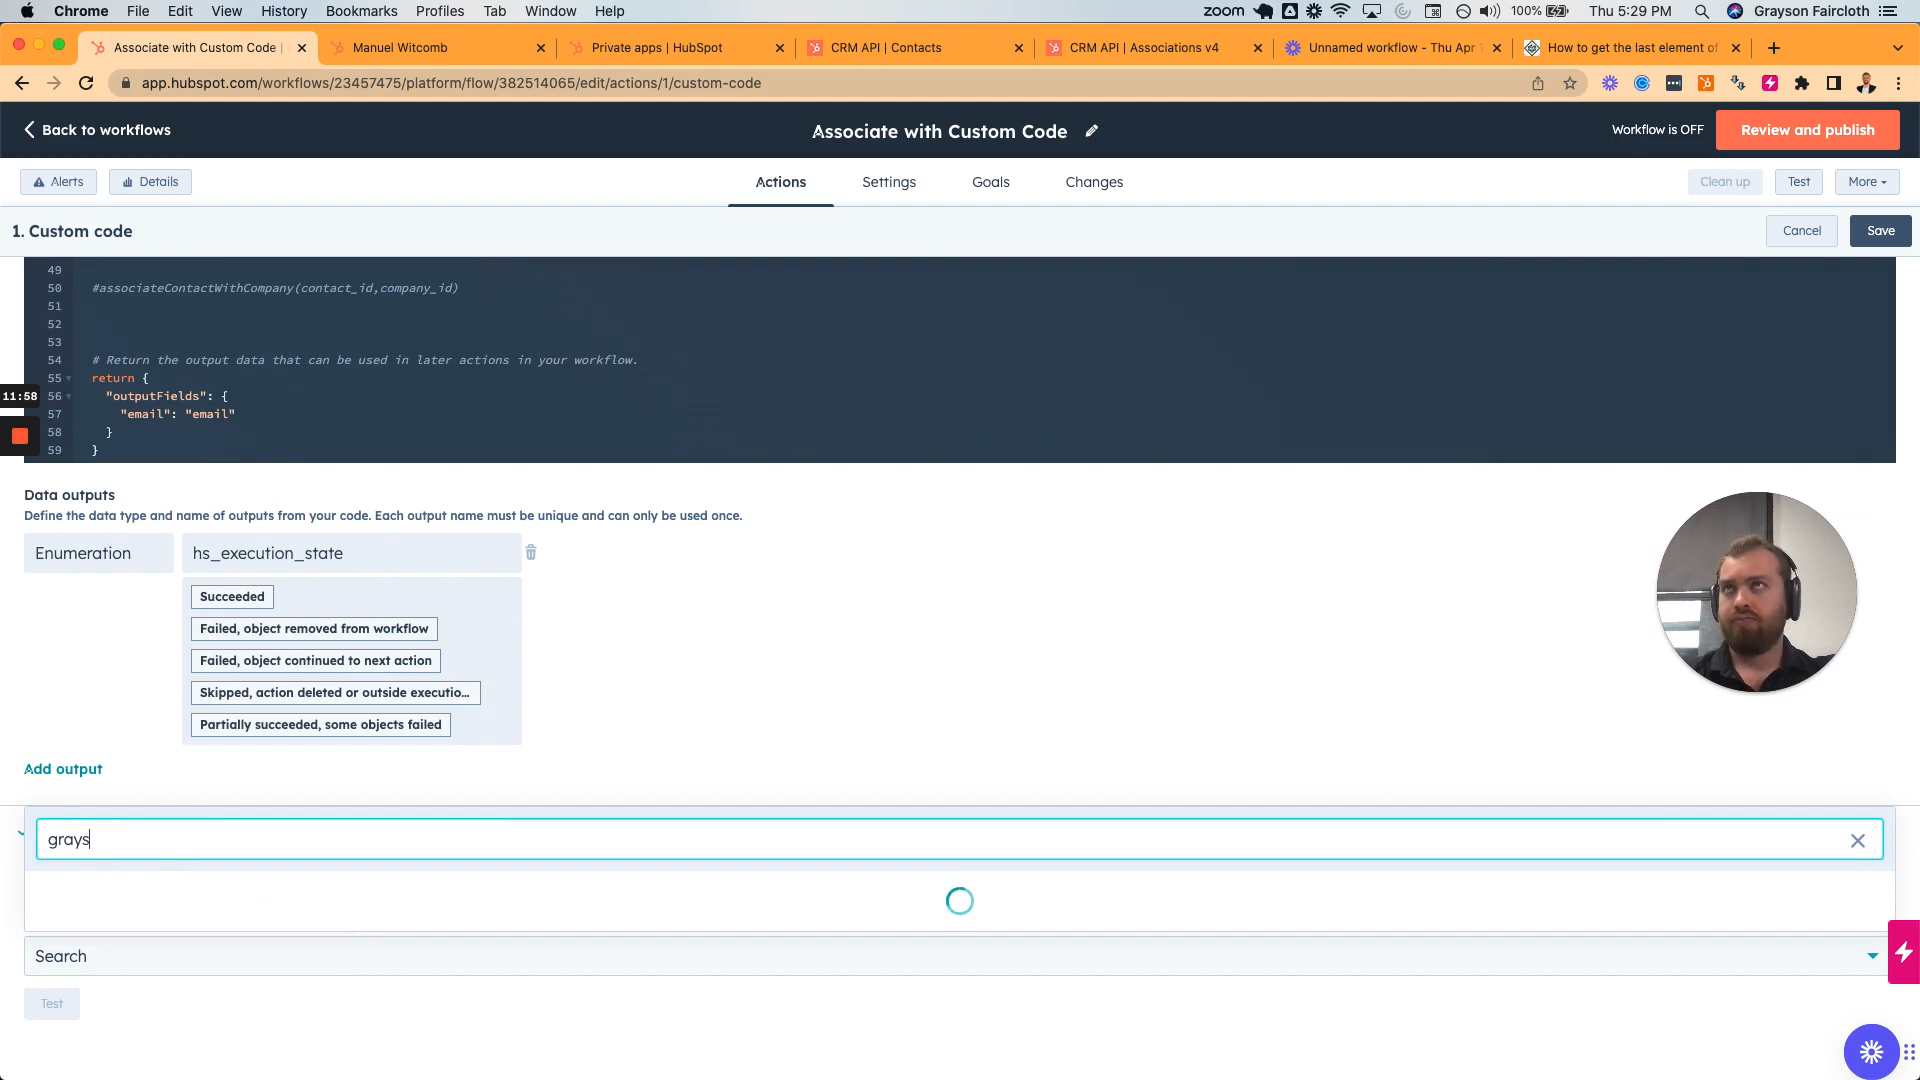 Chrome File Edit View History Bookmarks Profiles Tab Window Help zoom 100% Thu 5:29 PM Grayson Faircloth
Associate with Custom Code | Manuel Witcomb Private apps | HubSpot CRM API | Contacts CRM API | Associations v4 Unnamed workflow - Thu Apr 1 How to get the last element of
app.hubspot.com/workflows/23457475/platform/flow/382514065/edit/actions/1/custom-code
Back to workflows Associate with Custom Code Workflow is OFF Review and publish
Alerts Details Actions Settings Goals Changes Clean up Test More
1. Custom code Cancel Save
49
50 #associateContactWithCompany(contact_id,company_id)
51
52
53
54 # Return the output data that can be used in later actions in your workflow.
55 return {
11:58
56 "outputFields": {
57 "email": "email"
58 }
59 }
Data outputs
Define the data type and name of outputs from your code. Each output name must be unique and can only be used once.
Enumeration hs_execution_state
Succeeded
Failed, object removed from workflow
Failed, object continued to next action
Skipped, action deleted or outside executio...
Partially succeeded, some objects failed
Add output
grays
Search
Test